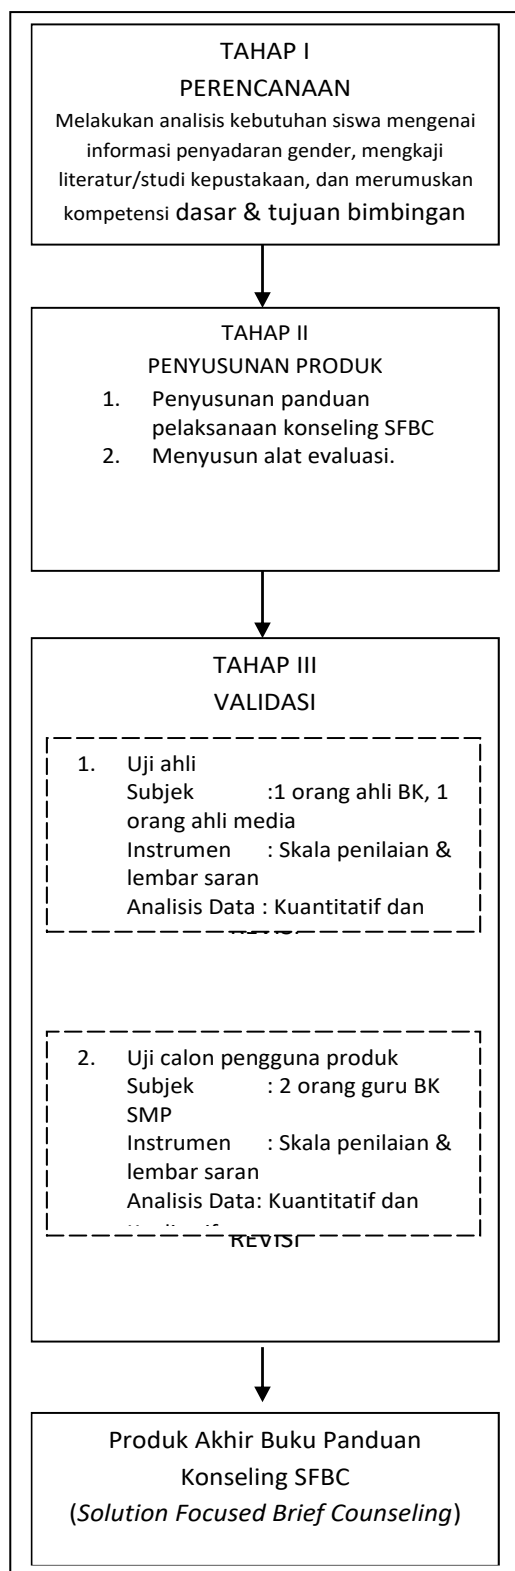 TAHAP I
PERENCANAAN
Melakukan analisis kebutuhan siswa mengenai
informasi penyadaran gender, mengkaji
literatur/studi kepustakaan, dan merumuskan
kompetensi dasar & tujuan bimbingan
TAHAP II
PENYUSUNAN PRODUK
1. Penyusunan panduan
pelaksanaan konseling SFBC
2. Menyusun alat evaluasi.
TAHAP III
VALIDASI
1. Uji ahli
Subjek :1 orang ahli BK, 1
orang ahli media
Instrumen : Skala penilaian &
lembar saran
Analisis Data : Kuantitatif dan
2. Uji calon pengguna produk
Subjek : 2 orang guru BK
SMP
Instrumen : Skala penilaian &
lembar saran
Analisis Data: Kuantitatif dan
REVISI
Produk Akhir Buku Panduan
Konseling SFBC
(Solution Focused Brief Counseling)